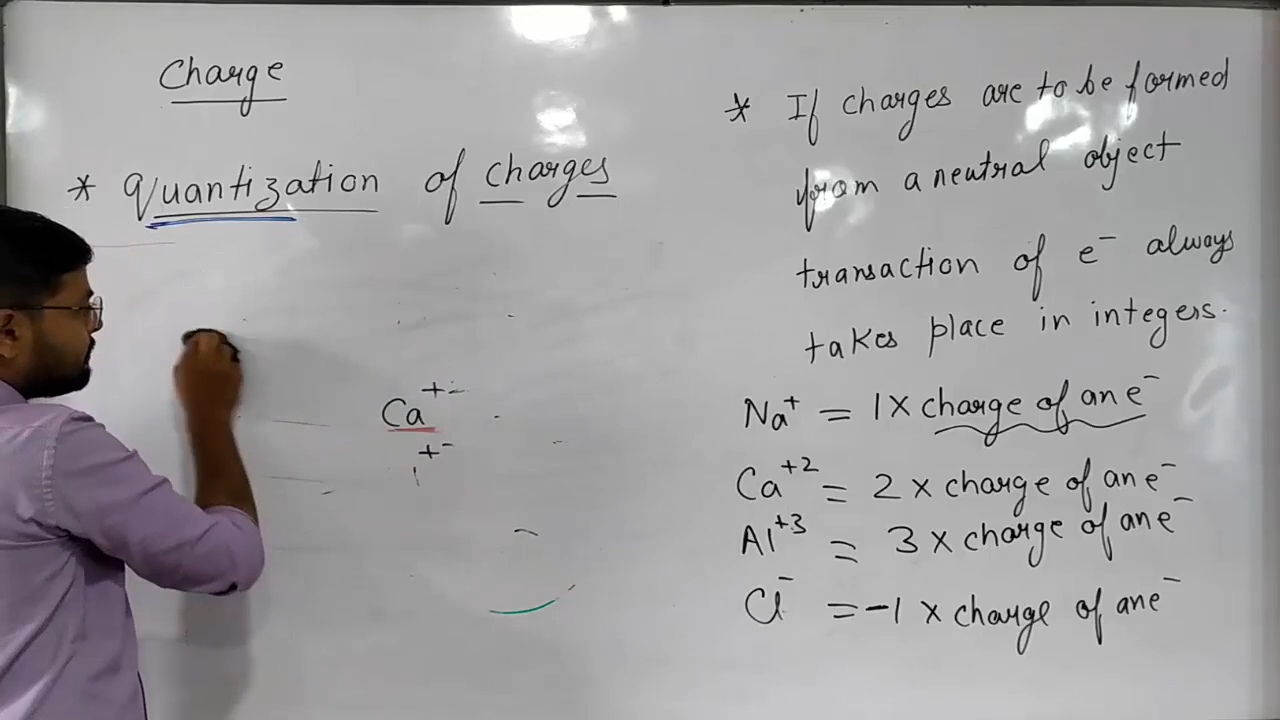 Charge
* Quantization of charges
Ca⁺
+-
* If charges are to be formed
from a neutral object
transaction of e⁻ always
takes place in integers.
Na⁺ = 1 × charge of an e⁻
Ca⁺² = 2 × charge of an e⁻
Al⁺³ = 3 × charge of an e⁻
Cl⁻ = -1 × charge of an e⁻